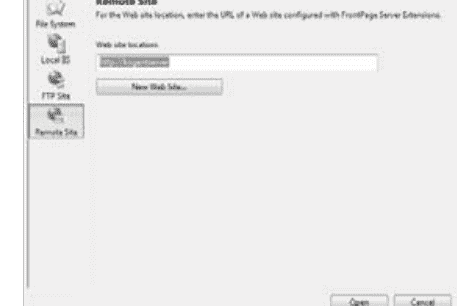 Remote Site
File System
For the Web site location, enter the URL of a Web site configured with FrontPage Server Extensions.
Web site location:
Local IIS
New Web Site...
FTP Site
Remote Site
Open
Cancel